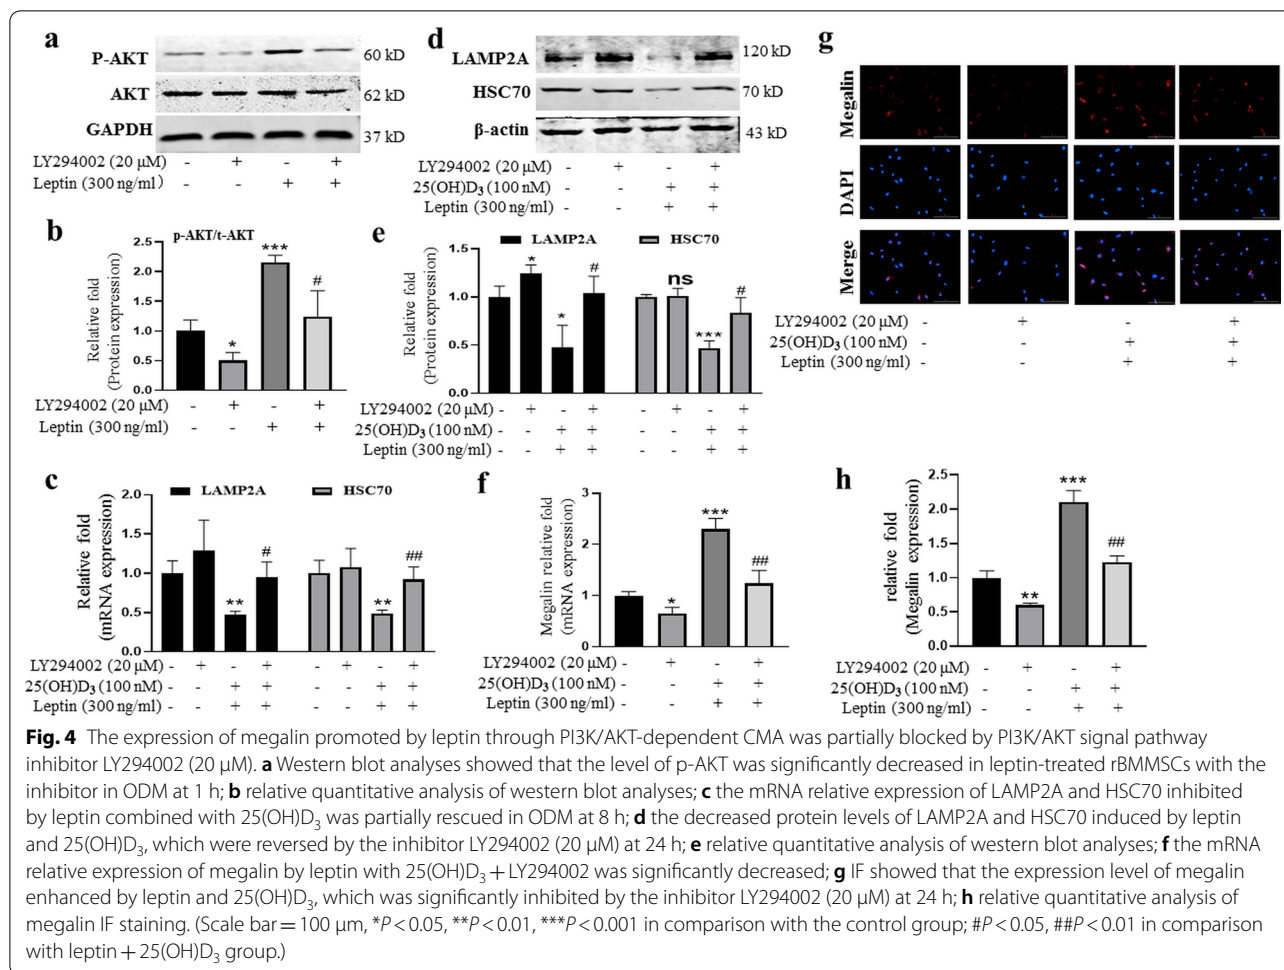 a
P-AKT 60 kD
AKT 62 kD
GAPDH 37 kD
LY294002 (20 µM) - + - +
Leptin (300 ng/ml) - - + +
b
p-AKT/t-AKT
Relative fold
(Protein expression)
2.5
2.0
1.5
1.0
0.5
0.0
* *** #
LY294002 (20 µM) - + - +
Leptin (300 ng/ml) - - + +
c
LAMP2A HSC70
Relative fold
(mRNA expression)
2.0
1.5
1.0
0.5
0.0
** # ** ##
LY294002 (20 µM) - + - + - + - +
25(OH)D3 (100 nM) - - + + - - + +
Leptin (300 ng/ml) - - + + - - + +
d
LAMP2A 120 kD
HSC70 70 kD
β-actin 43 kD
LY294002 (20 µM) - + - +
25(OH)D3 (100 nM) - - + +
Leptin (300 ng/ml) - - + +
e
LAMP2A HSC70
Relative fold
(Protein expression)
1.5
1.0
0.5
0.0
* * # ns *** #
LY294002 (20 µM) - + - + - + - +
25(OH)D3 (100 nM) - - + + - - + +
Leptin (300 ng/ml) - - + + - - + +
f
Megalin relative fold
(mRNA expression)
3
2
1
0
* *** ##
LY294002 (20 µM) - + - +
25(OH)D3 (100 nM) - - + +
Leptin (300 ng/ml) - - + +
g
Megalin
DAPI
Merge
LY294002 (20 µM) - + - +
25(OH)D3 (100 nM) - - + +
Leptin (300 ng/ml) - - + +
h
relative fold
(Megalin expression)
2.5
2.0
1.5
1.0
0.5
0.0
** *** ##
LY294002 (20 µM) - + - +
25(OH)D3 (100 nM) - - + +
Leptin (300 ng/ml) - - + +
Fig. 4 The expression of megalin promoted by leptin through PI3K/AKT-dependent CMA was partially blocked by PI3K/AKT signal pathway
inhibitor LY294002 (20 µM). a Western blot analyses showed that the level of p-AKT was significantly decreased in leptin-treated rBMMSCs with the
inhibitor in ODM at 1 h; b relative quantitative analysis of western blot analyses; c the mRNA relative expression of LAMP2A and HSC70 inhibited
by leptin combined with 25(OH)D3 was partially rescued in ODM at 8 h; d the decreased protein levels of LAMP2A and HSC70 induced by leptin
and 25(OH)D3, which were reversed by the inhibitor LY294002 (20 µM) at 24 h; e relative quantitative analysis of western blot analyses; f the mRNA
relative expression of megalin by leptin with 25(OH)D3 + LY294002 was significantly decreased; g IF showed that the expression level of megalin
enhanced by leptin and 25(OH)D3, which was significantly inhibited by the inhibitor LY294002 (20 µM) at 24 h; h relative quantitative analysis of
megalin IF staining. (Scale bar = 100 µm, *P < 0.05, **P < 0.01, ***P < 0.001 in comparison with the control group; #P < 0.05, ##P < 0.01 in comparison
with leptin + 25(OH)D3 group.)